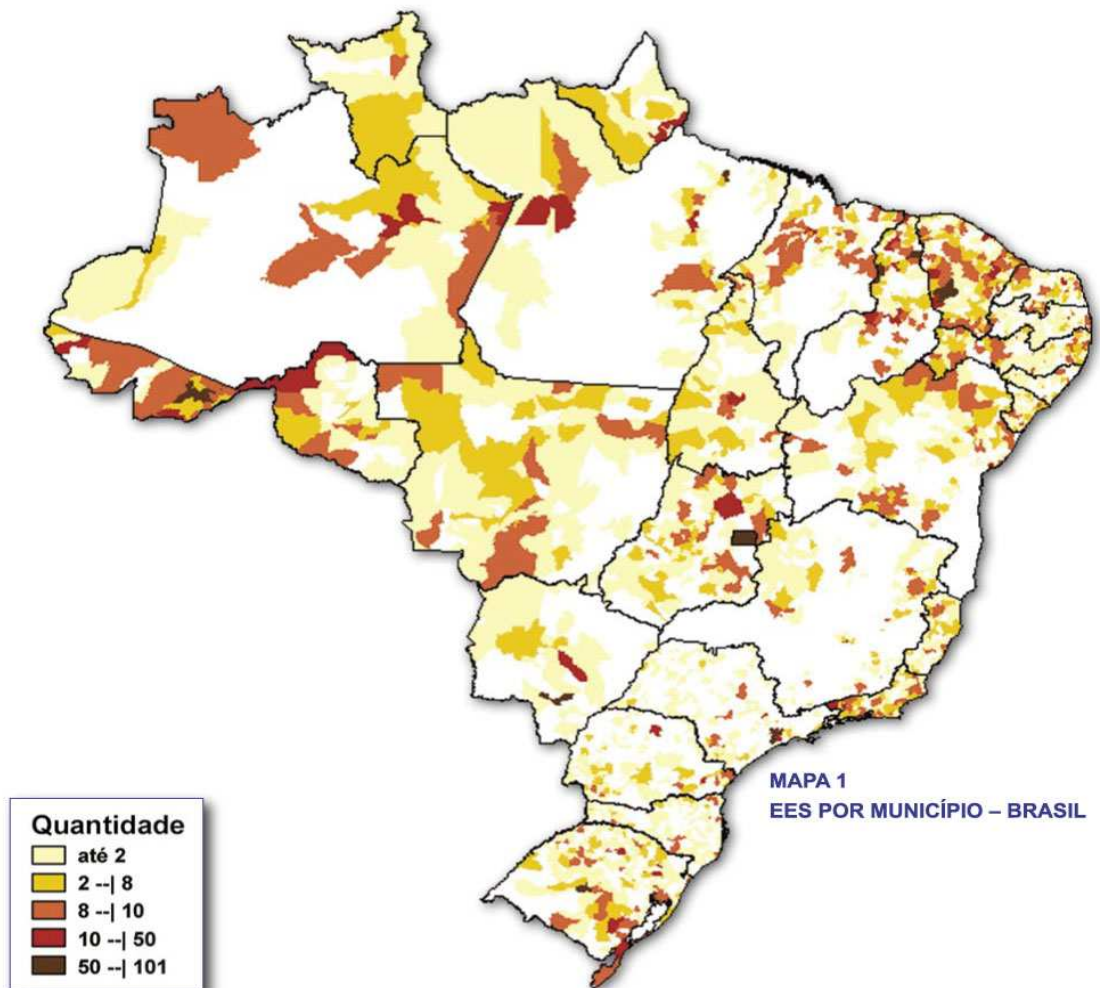 MAPA 1
EES POR MUNICÍPIO – BRASIL
Quantidade
até 2
2 --| 8
8 --| 10
10 --| 50
50 --| 101